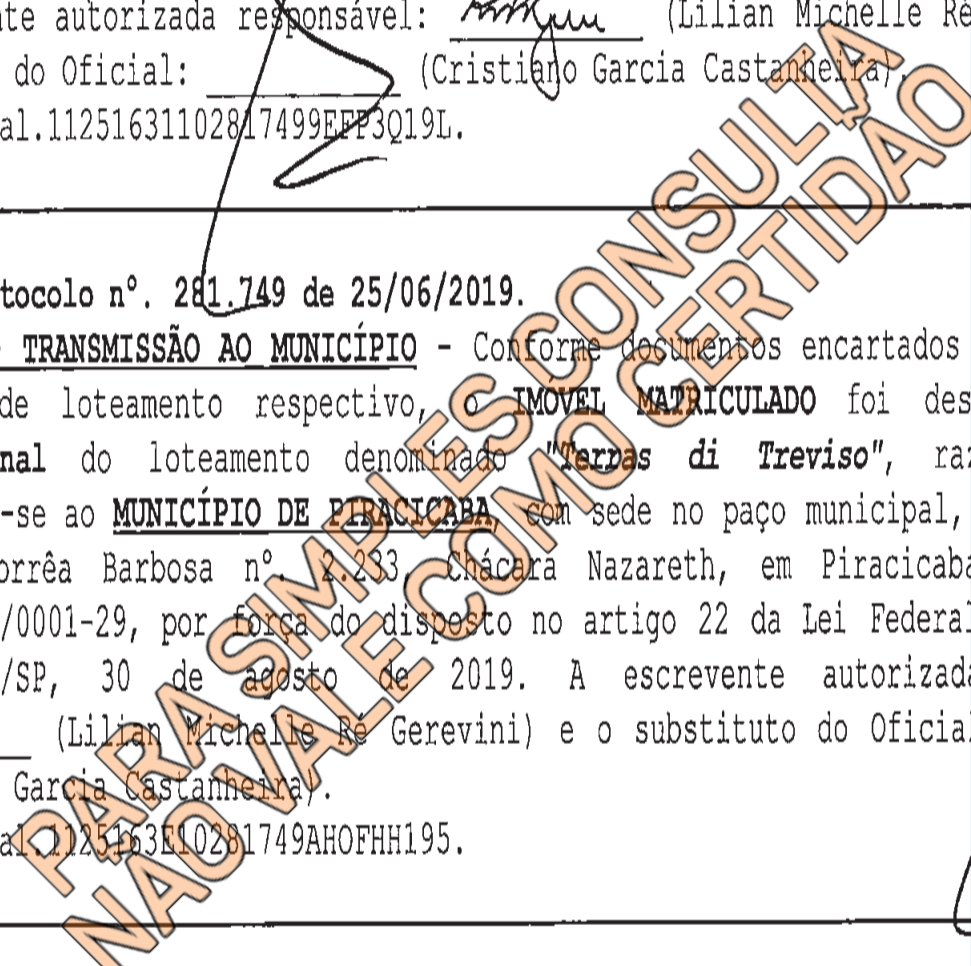 nte autorizada responsável: (Lilian Michelle Ré
do Oficial: (Cristiano Garcia Castanheira).
al.11251631102817499EFP3Q19L.
tocolo nº. 281.749 de 25/06/2019.
- TRANSMISSÃO AO MUNICÍPIO - Conforme documentos encartados
de loteamento respectivo, o IMÓVEL MATRICULADO foi des
nal do loteamento denominado "Terras di Treviso", raz
-se ao MUNICÍPIO DE PIRACICABA, com sede no paço municipal,
orrêa Barbosa nº. 2.233, Chácara Nazareth, em Piracicaba
/0001-29, por força do disposto no artigo 22 da Lei Federal
/SP, 30 de agosto de 2019. A escrevente autorizada
(Lilian Michelle Ré Gerevini) e o substituto do Oficial
Garcia Castanheira).
al.1125163E10281749AHOFHH195.
PARA SIMPLES CONSULTA
NÃO VALE COMO CERTIDÃO